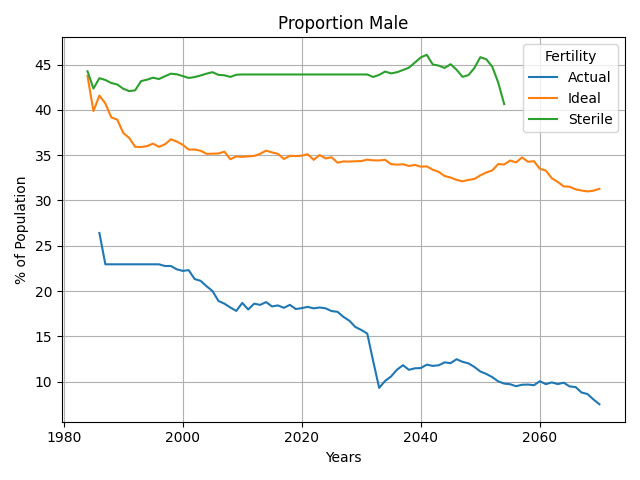 Proportion Male
% of Population
45
40
35
30
25
20
15
10
Fertility
Actual
Ideal
Sterile
1980
2000
2020
2040
2060
Years